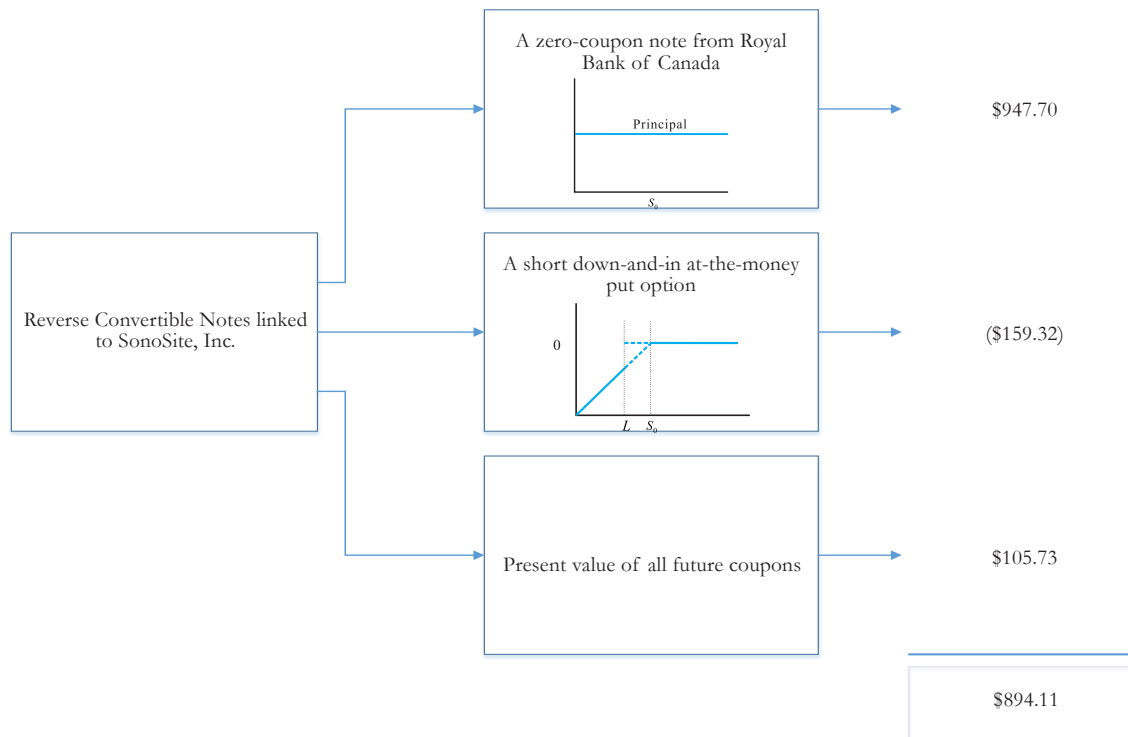 A zero-coupon note from Royal
Bank of Canada
Principal
S₀
$947.70
Reverse Convertible Notes linked
to SonoSite, Inc.
A short down-and-in at-the-money
put option
0
L S₀
($159.32)
Present value of all future coupons
$105.73
$894.11